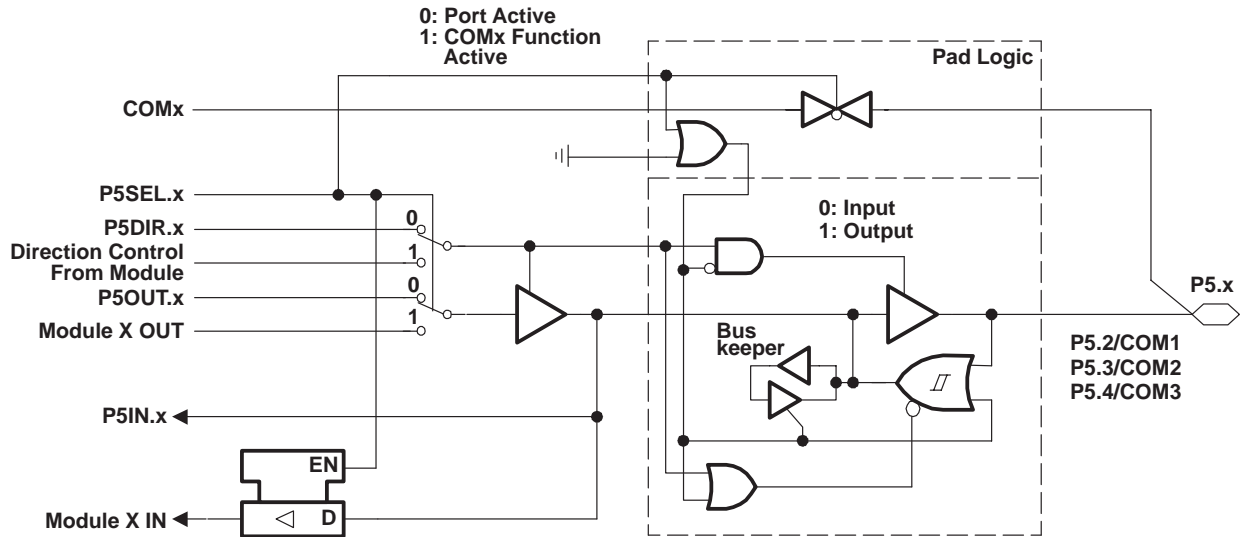 0: Port Active
1: COMx Function
Active
Pad Logic
COMx
P5SEL.x
0: Input
1: Output
P5DIR.x
0
Direction Control
From Module
1
P5OUT.x
0
Module X OUT
1
P5.x
Bus
keeper
P5.2/COM1
P5.3/COM2
P5.4/COM3
P5IN.x
EN
D
Module X IN